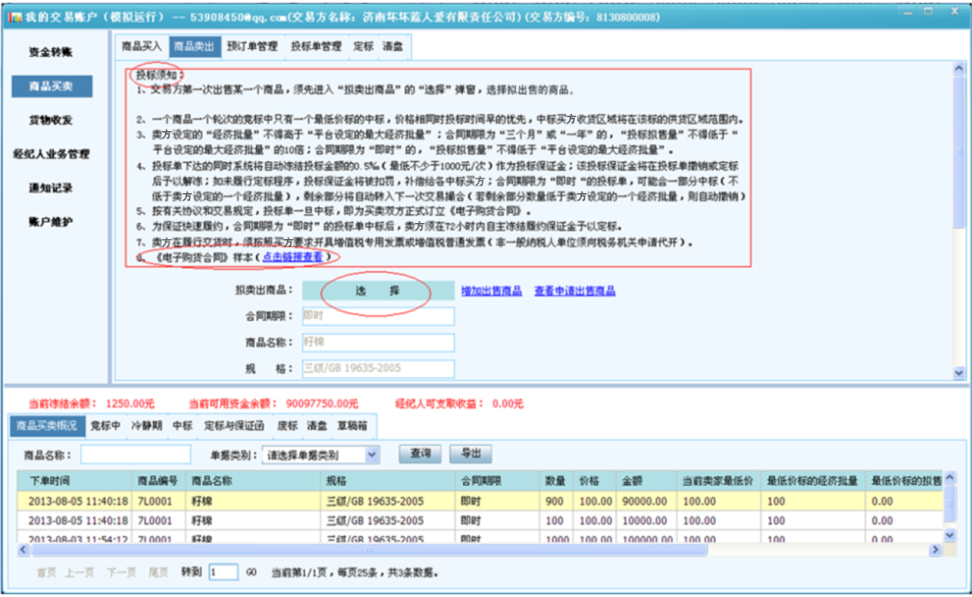 我的交易账户（模拟运行） -- 53908450@qq.com(交易方名称：济南坏坏蓝人爱有限责任公司)(交易方编号：8130800008)
资金转账
商品买卖
货物收发
经纪人业务管理
通知记录
账户维护
商品买入 商品卖出 预订单管理 投标单管理 定标 清盘
投标须知：
1、交易方第一次出售某一个商品，须先进入“拟卖出商品”的“选择”弹窗，选择拟出售的商品。
2、一个商品一个轮次的竞标中只有一个最低价标的中标，价格相同时投标时间早的优先，中标买方收货区域将在该标的供货区域范围内。
3、卖方设定的“经济批量”不得高于“平台设定的最大经济批量”；合同期限为“三个月”或“一年”的，“投标拟售量”不得低于“
平台设定的最大经济批量”的10倍；合同期限为“即时”的，“投标拟售量”不得低于“平台设定的最大经济批量”。
4、投标单下达的同时系统将自动冻结投标金额的0.5‰（最低不少于1000元/次）作为投标保证金；该投标保证金将在投标单撤销或定标
后予以解冻；如未履行定标程序，投标保证金将被扣罚，补偿给各中标买方；合同期限为“即时“的投标单，可能会一部分中标（不
低于卖方设定的一个经济批量），剩余部分将自动转入下一次交易撮合（若剩余部分数量低于卖方设定的一个经济批量，则自动撤销）
5、按有关协议和交易规定，投标单一旦中标，即为买卖双方正式订立《电子购货合同》。
6、为保证快速履约，合同期限为“即时”的投标单中标后，卖方须在72小时内自主冻结履约保证金予以定标。
7、卖方在履行交货时，须按照买方要求开具增值税专用发票或增值税普通发票（非一般纳税人单位须向税务机关申请代开）。
8、《电子购货合同》样本（点击链接查看）
拟卖出商品： 选 择 增加出售商品 查看申请出售商品
合同期限： 即时
商品名称： 籽棉
规 格： 三级/GB 19635-2005
当前冻结余额： 1250.00元 当前可用资金余额： 90097750.00元 经纪人可支取收益： 0.00元
商品买卖概况 竞标中 冷静期 中标 定标与保证函 废标 清盘 草稿箱
商品名称： 单据类别： 请选择单据类别 查询 导出
下单时间 商品编号 商品名称 规格 合同期限 数量 价格 金额 当前卖家最低价 最低价标的经济批量 最低价标的拟售
2013-08-05 11:40:18 7L0001 籽棉 三级/GB 19635-2005 即时 900 100.00 90000.00 100.00 100 0.00
2013-08-05 11:40:18 7L0001 籽棉 三级/GB 19635-2005 即时 100 100.00 10000.00 100.00 100 0.00
2013-08-03 11:54:12 7L0001 籽棉 三级/GB 19635-2005 即时 1000 100.00 100000.00 100.00 100 0.00
首页 上一页 下一页 尾页 转到 1 GO 当前第1/1页，每页25条，共3条数据。